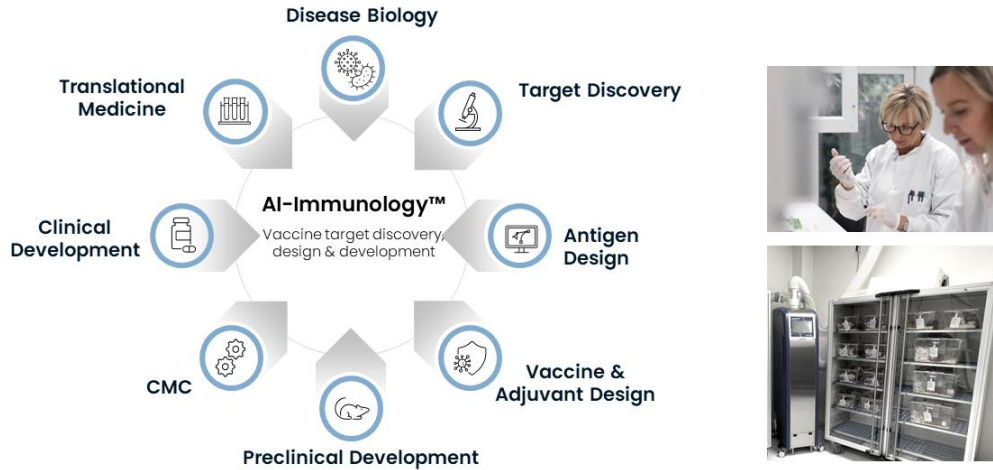 Disease Biology
Translational
Medicine
Target Discovery
AI-Immunology™
Vaccine target discovery,
design & development
Clinical
Development
Antigen
Design
CMC
Vaccine &
Adjuvant Design
Preclinical Development